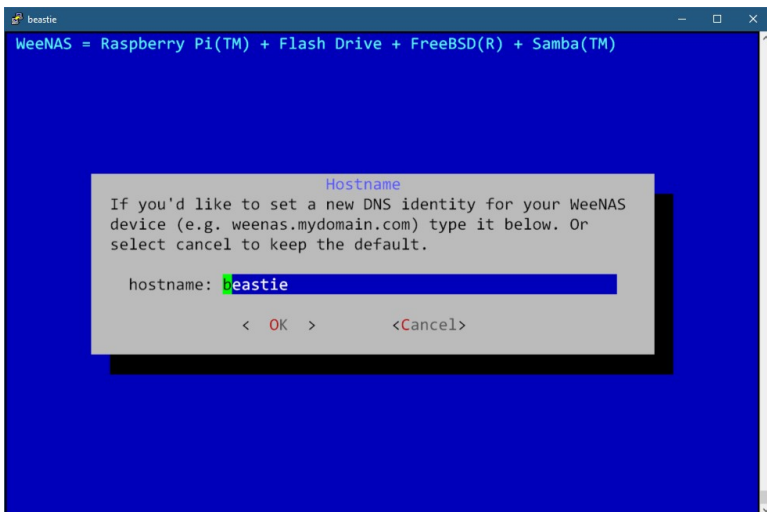 beastie
WeeNAS = Raspberry Pi(TM) + Flash Drive + FreeBSD(R) + Samba(TM)
Hostname
If you'd like to set a new DNS identity for your WeeNAS
device (e.g. weenas.mydomain.com) type it below. Or
select cancel to keep the default.
hostname: beastie
< OK > <Cancel>